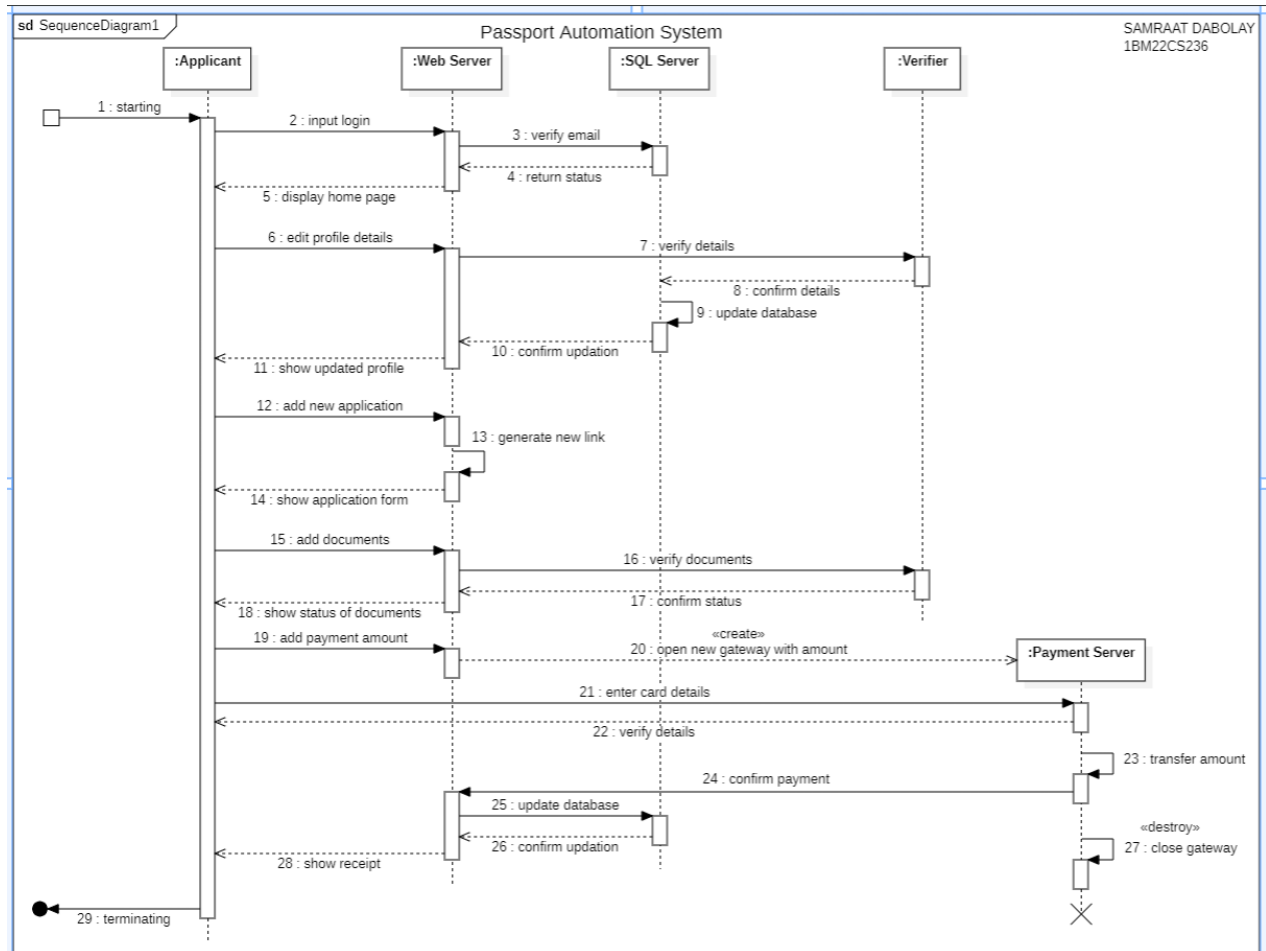 sd SequenceDiagram1
Passport Automation System
SAMRAAT DABOLAY
1BM22CS236
:Applicant
:Web Server
:SQL Server
:Verifier
1 : starting
2 : input login
3 : verify email
4 : return status
5 : display home page
6 : edit profile details
7 : verify details
8 : confirm details
9 : update database
10 : confirm updation
11 : show updated profile
12 : add new application
13 : generate new link
14 : show application form
15 : add documents
16 : verify documents
17 : confirm status
18 : show status of documents
19 : add payment amount
«create»
20 : open new gateway with amount
:Payment Server
21 : enter card details
22 : verify details
23 : transfer amount
24 : confirm payment
25 : update database
26 : confirm updation
«destroy»
27 : close gateway
28 : show receipt
29 : terminating